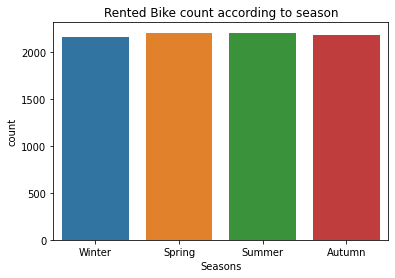 Rented Bike count according to season
count
2000
1500
1000
500
0
Winter Spring Summer Autumn
Seasons